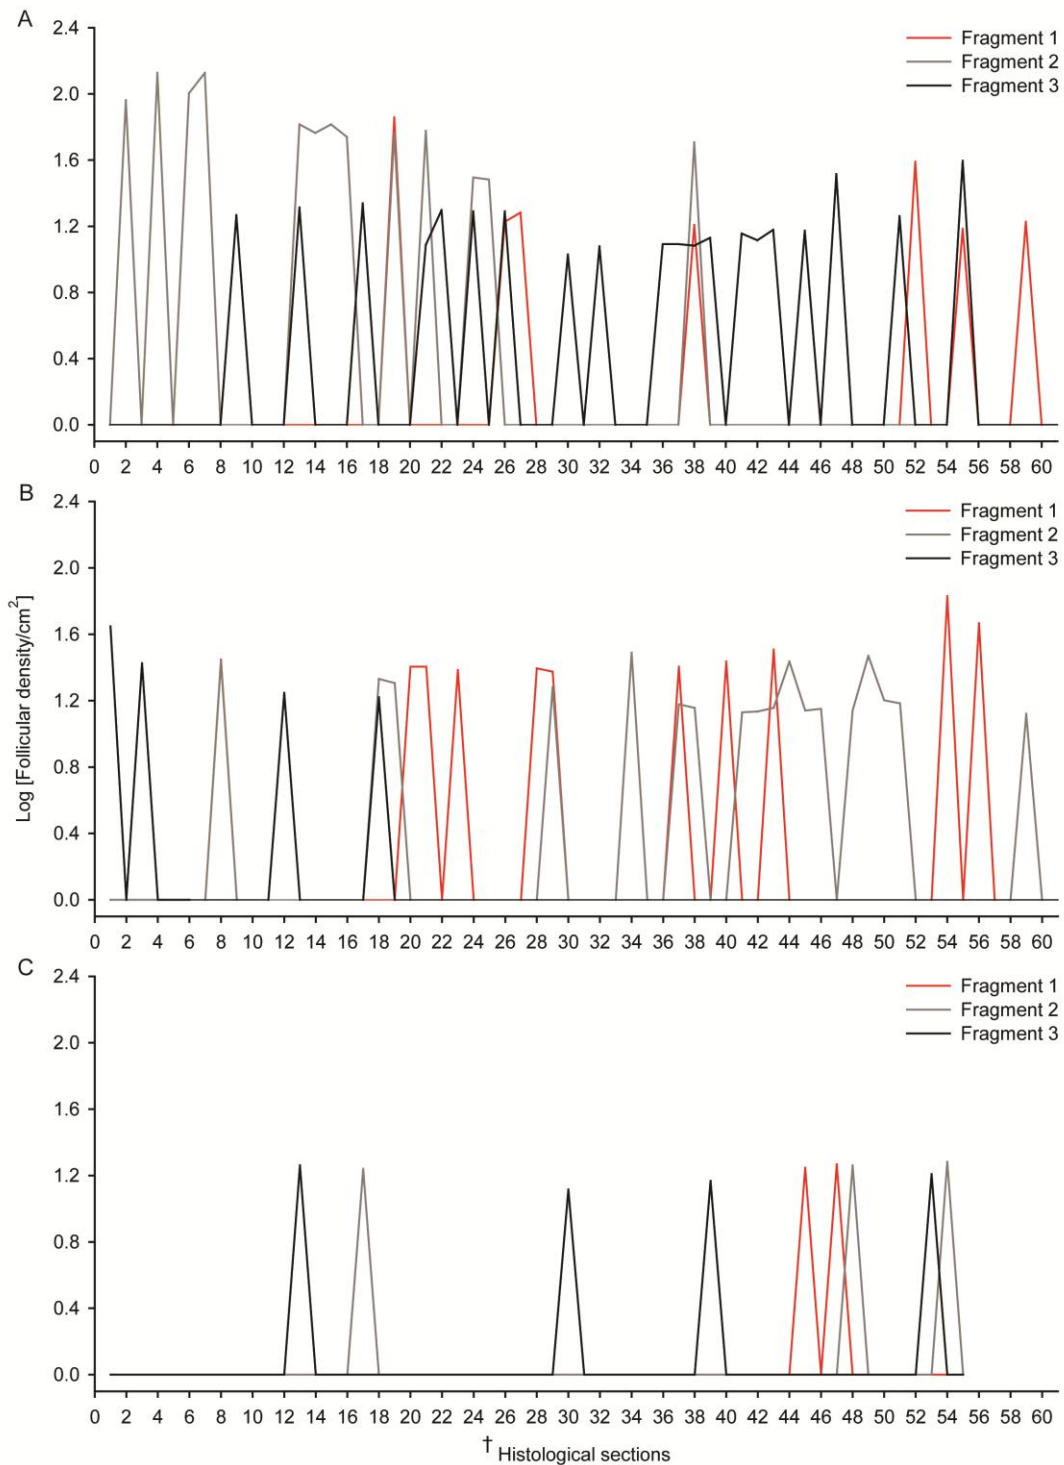 A
2.4
2.0
1.6
1.2
0.8
0.4
0.0
Fragment 1
Fragment 2
Fragment 3
0 2 4 6 8 10 12 14 16 18 20 22 24 26 28 30 32 34 36 38 40 42 44 46 48 50 52 54 56 58 60
B
Log [Follicular density/cm²]
2.4
2.0
1.6
1.2
0.8
0.4
0.0
Fragment 1
Fragment 2
Fragment 3
0 2 4 6 8 10 12 14 16 18 20 22 24 26 28 30 32 34 36 38 40 42 44 46 48 50 52 54 56 58 60
C
2.4
2.0
1.6
1.2
0.8
0.4
0.0
Fragment 1
Fragment 2
Fragment 3
0 2 4 6 8 10 12 14 16 18 20 22 24 26 28 30 32 34 36 38 40 42 44 46 48 50 52 54 56 58 60
† Histological sections